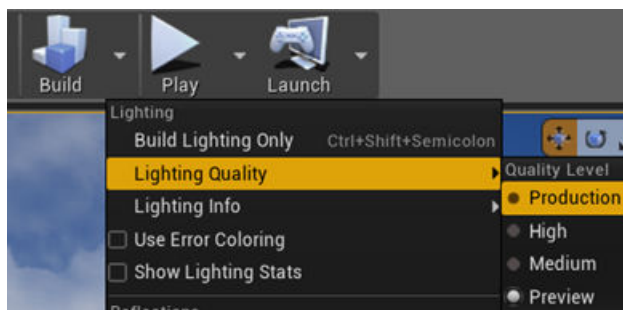 Build
Play
Launch
Lighting
Build Lighting Only Ctrl+Shift+Semicolon
Lighting Quality
Lighting Info
Use Error Coloring
Show Lighting Stats
Reflections
Quality Level
Production
High
Medium
Preview